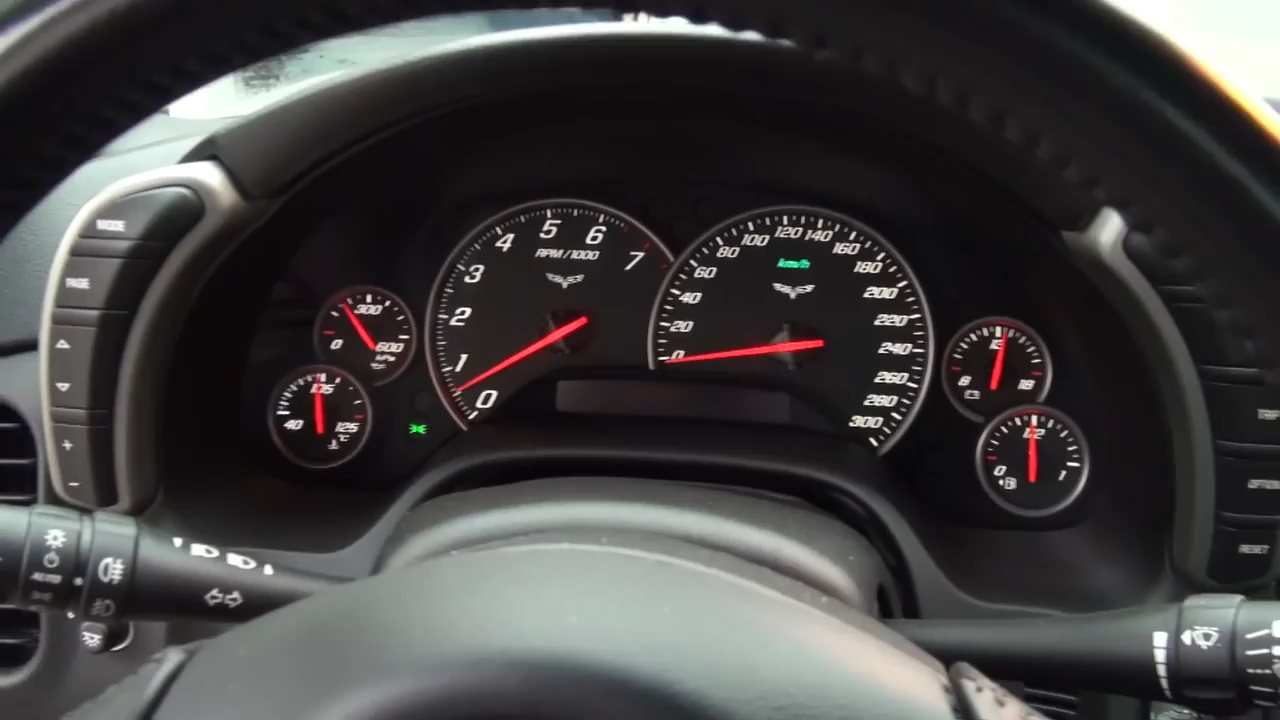 MODE
PAGE
+
-
AUTO
0 300 600
kPa
40 105 125
°C
0 1 2 3 4 5 6 7
RPM/1000
0 20 40 60 80 100 120 140 160 180 200 220 240 260 280 300
km/h
8 13 18
0 1/2 1
RESET